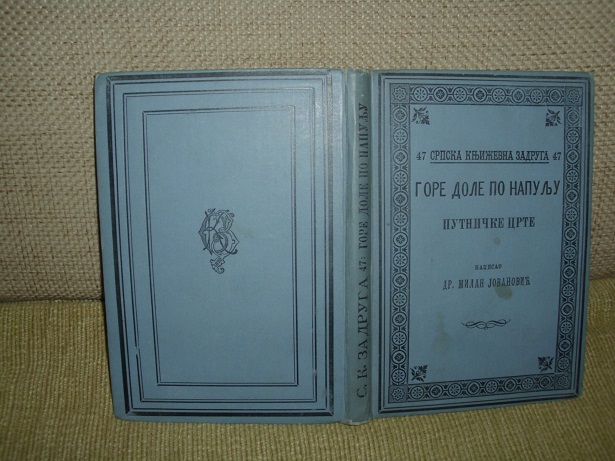 47 СРПСКА КЊИЖЕВНА ЗАДРУГА 47
ГОРЕ ДОЛЕ ПО НАПУЉУ
ПУТНИЧКЕ ЦРТЕ
НАПИСАО
ДР. МИЛАН ЈОВАНОВИЋ
С. К. ЗАДРУГА 47 ГОРЕ ДОЛЕ ПО НАПУЉУ